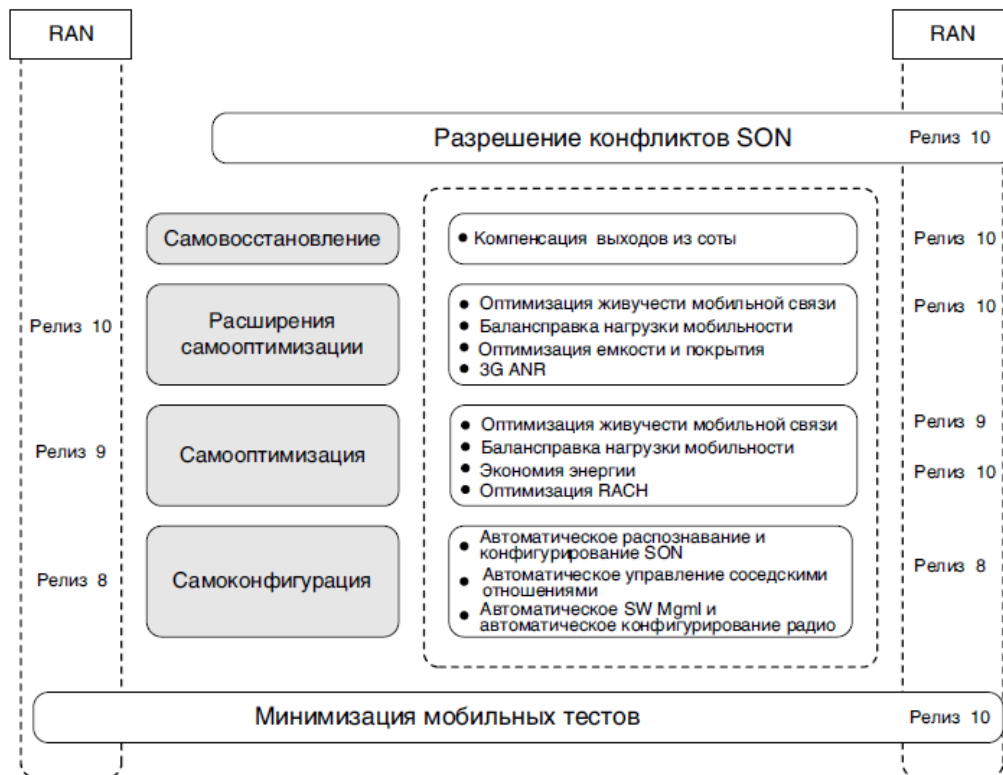 RAN
RAN
Разрешение конфликтов SON
Релиз 10
Самовосстановление
• Компенсация выходов из соты
Релиз 10
Релиз 10
Расширения
самооптимизации
• Оптимизация живучести мобильной связи
• Балансправка нагрузки мобильности
• Оптимизация емкости и покрытия
• 3G ANR
Релиз 10
Релиз 9
Самооптимизация
• Оптимизация живучести мобильной связи
• Балансправка нагрузки мобильности
• Экономия энергии
• Оптимизация RACH
Релиз 9
Релиз 10
Релиз 8
Самоконфигурация
• Автоматическое распознавание и
конфигурирование SON
• Автоматическое управление соседскими
отношениями
• Автоматическое SW Mgml и
автоматическое конфигурирование радио
Релиз 8
Минимизация мобильных тестов
Релиз 10